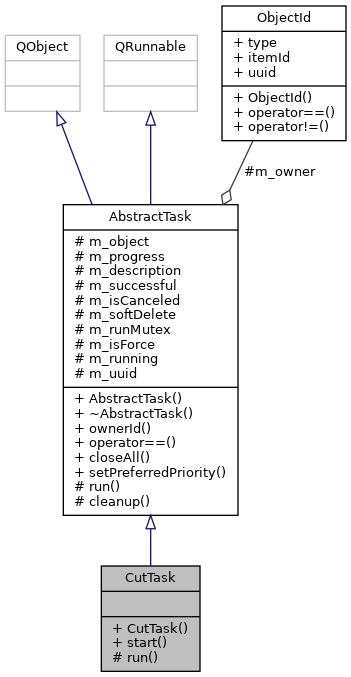 ObjectId
+ type
+ itemId
+ uuid
+ ObjectId()
+ operator==()
+ operator!=()
QObject
QRunnable
#m_owner
AbstractTask
# m_object
# m_progress
# m_description
# m_successful
# m_isCanceled
# m_softDelete
# m_runMutex
# m_isForce
# m_running
# m_uuid
+ AbstractTask()
+ ~AbstractTask()
+ ownerId()
+ operator==()
+ closeAll()
+ setPreferredPriority()
# run()
# cleanup()
CutTask
+ CutTask()
+ start()
# run()